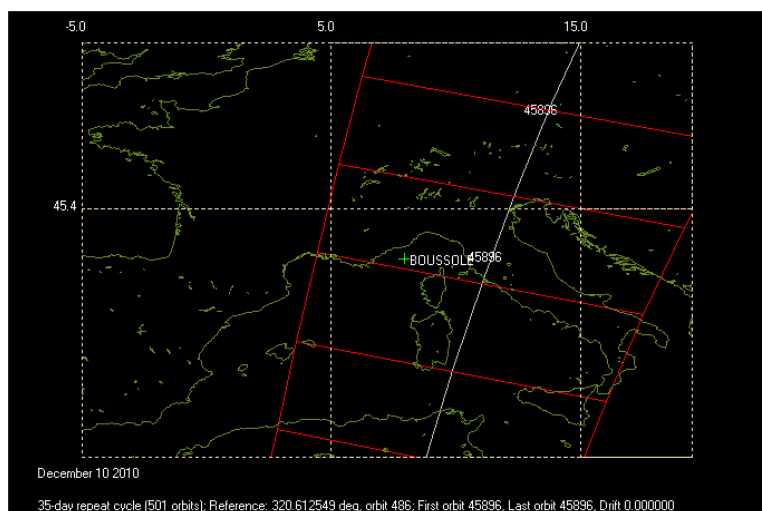 -5.0 5.0 15.0
45896
45.4
BOUSSOLE 45896
December 10 2010
35-day repeat cycle (501 orbits); Reference: 320.612549 deg, orbit 486; First orbit 45896, Last orbit 45896, Drift 0.000000